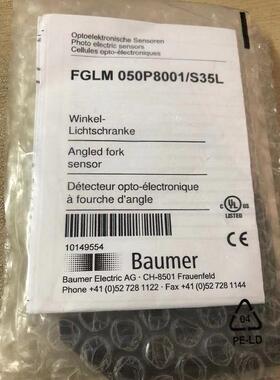 Optoelektronische Sensoren
Photo electric sensors
Cellules opto-électroniques
FGLM 050P8001/S35L
Winkel-
Lichtschranke
Angled fork
sensor
Détecteur opto-électronique
à fourche d'angle
C UL US
LISTED
10149554
CE
Baumer
Baumer Electric AG · CH-8501 Frauenfeld
Phone +41 (0)52 728 1122 · Fax +41 (0)52 728 1144
04
PE-LD